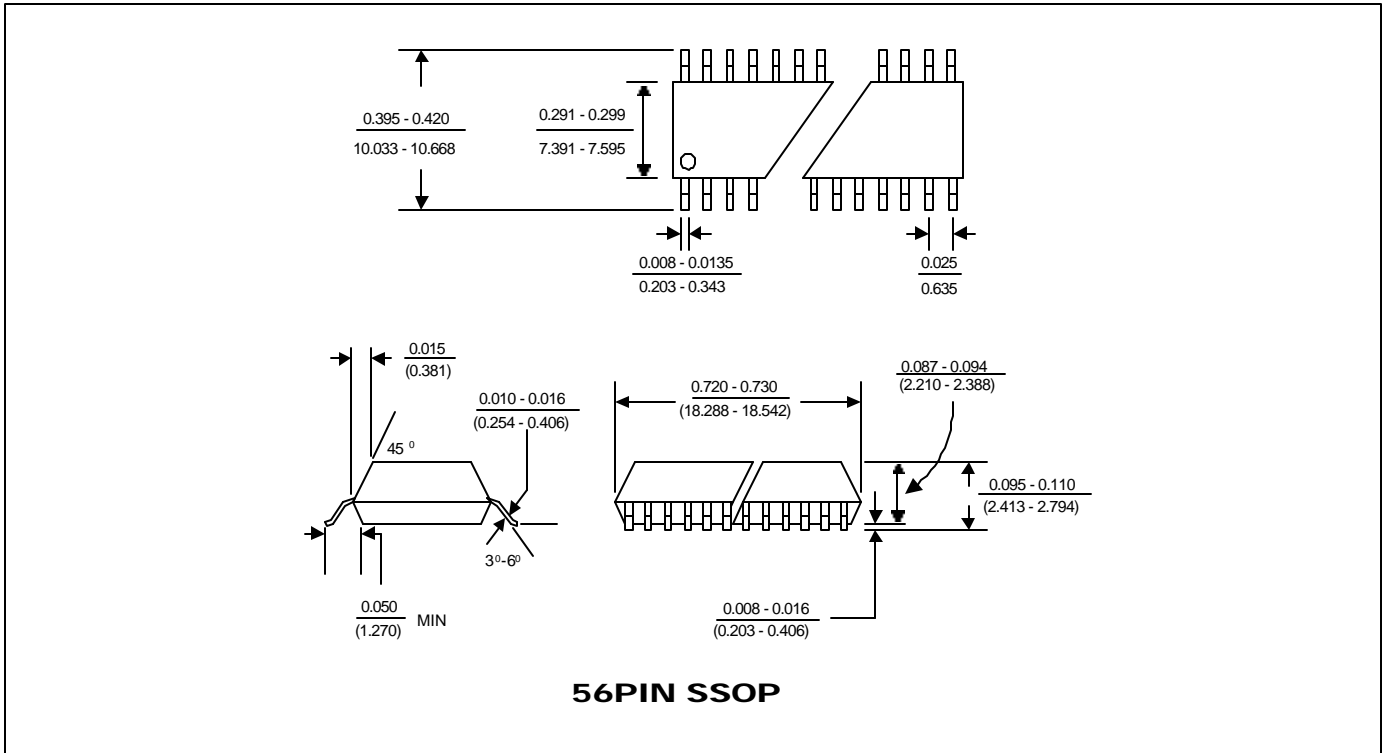 0.395 - 0.420
10.033 - 10.668
0.291 - 0.299
7.391 - 7.595
0.008 - 0.0135
0.203 - 0.343
0.025
0.635
0.015
(0.381)
45 0
0.010 - 0.016
(0.254 - 0.406)
30-60
0.050
(1.270) MIN
0.720 - 0.730
(18.288 - 18.542)
0.087 - 0.094
(2.210 - 2.388)
0.095 - 0.110
(2.413 - 2.794)
0.008 - 0.016
(0.203 - 0.406)
56PIN SSOP